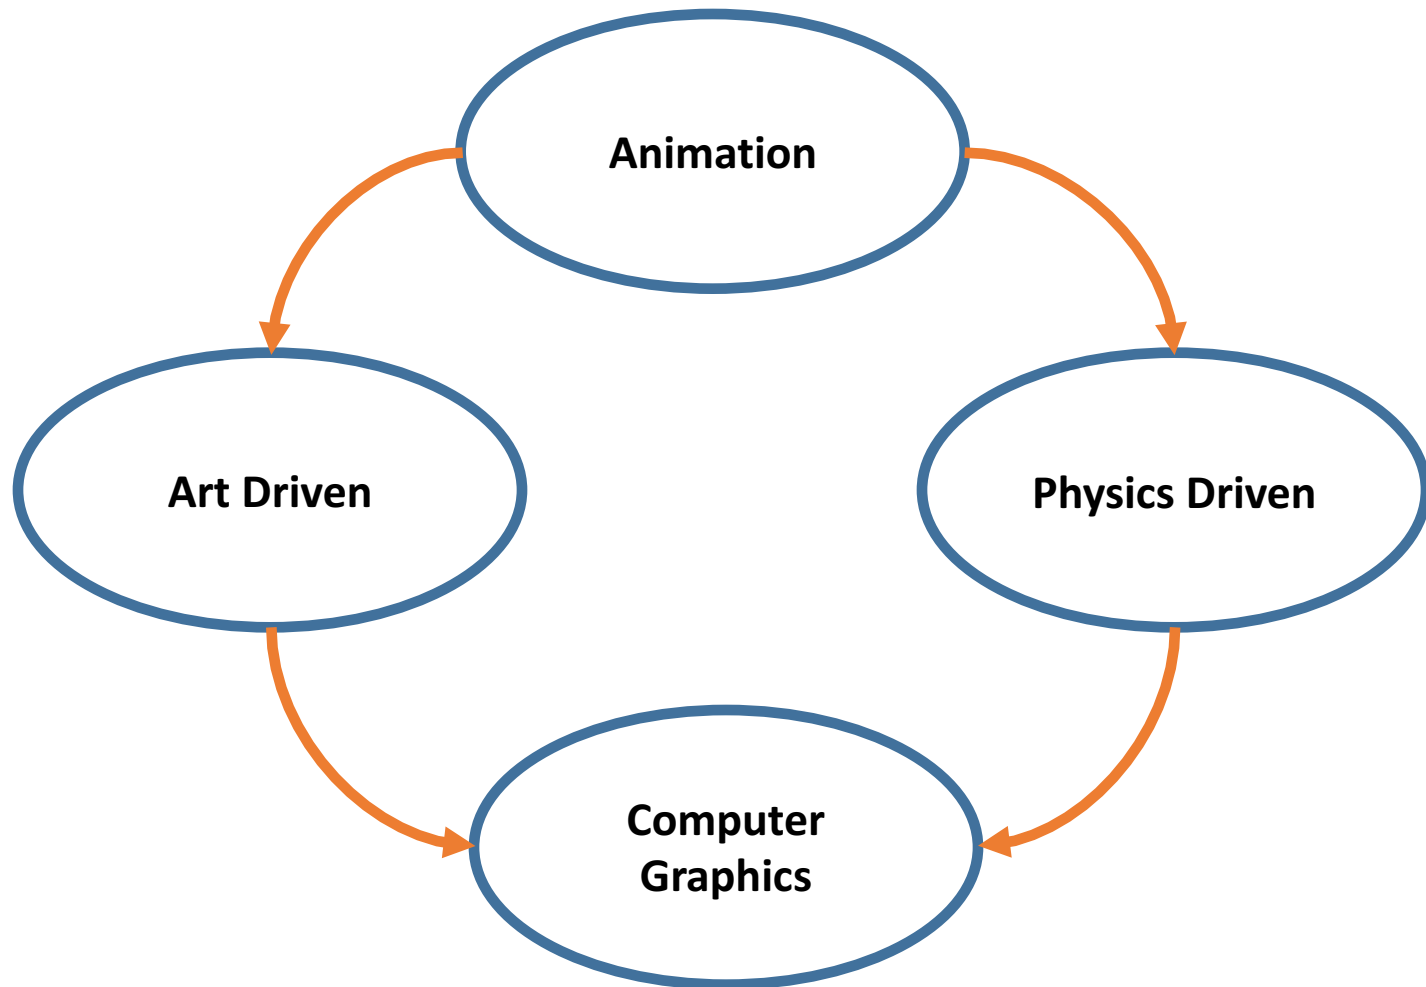 Animation
Art Driven
Physics Driven
Computer
Graphics